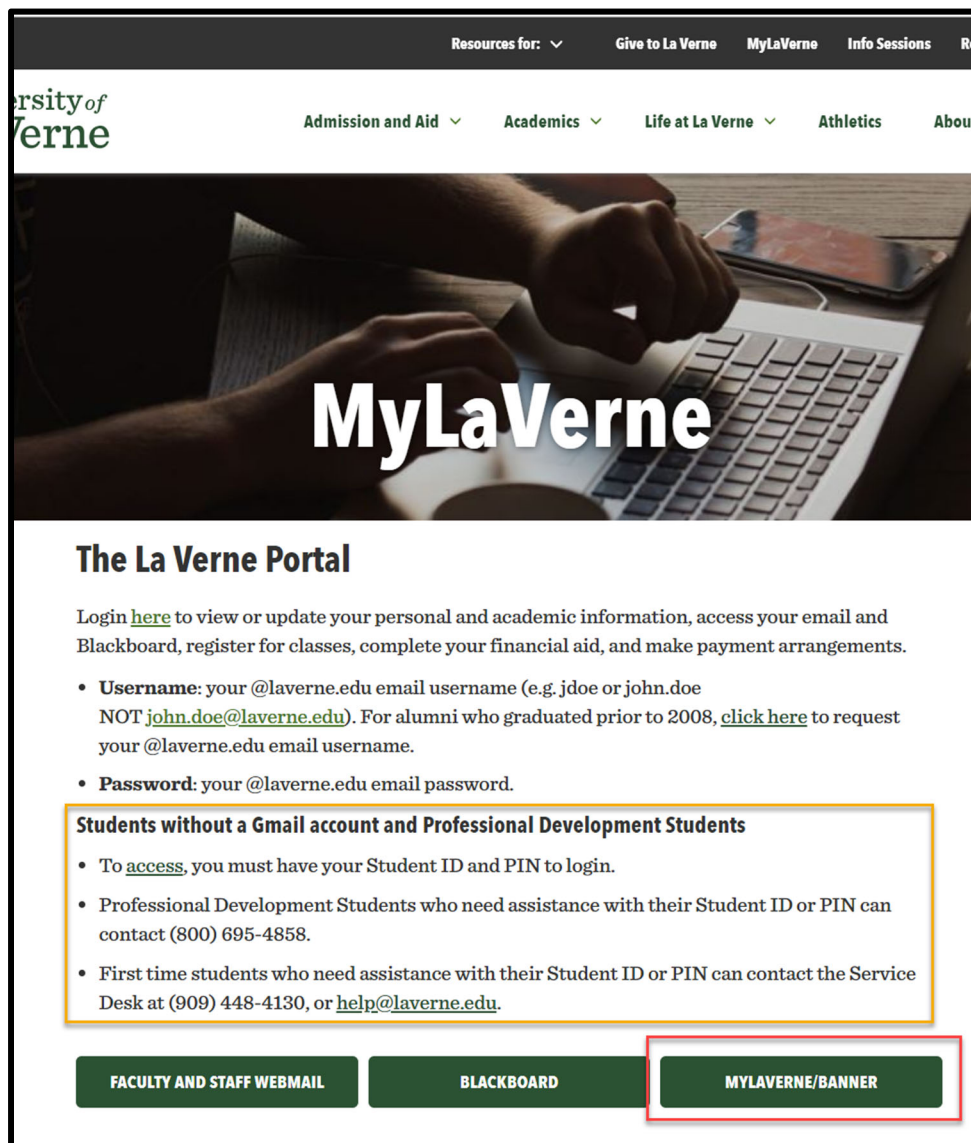 Resources for: Give to La Verne MyLaVerne Info Sessions
ersity of
Verne
Admission and Aid Academics Life at La Verne Athletics Abou
MyLaVerne
The La Verne Portal
Login here to view or update your personal and academic information, access your email and
Blackboard, register for classes, complete your financial aid, and make payment arrangements.
• Username: your @laverne.edu email username (e.g. jdoe or john.doe
NOT john.doe@laverne.edu). For alumni who graduated prior to 2008, click here to request
your @laverne.edu email username.
• Password: your @laverne.edu email password.
Students without a Gmail account and Professional Development Students
• To access, you must have your Student ID and PIN to login.
• Professional Development Students who need assistance with their Student ID or PIN can
contact (800) 695-4858.
• First time students who need assistance with their Student ID or PIN can contact the Service
Desk at (909) 448-4130, or help@laverne.edu.
FACULTY AND STAFF WEBMAIL BLACKBOARD MYLAVERNE/BANNER